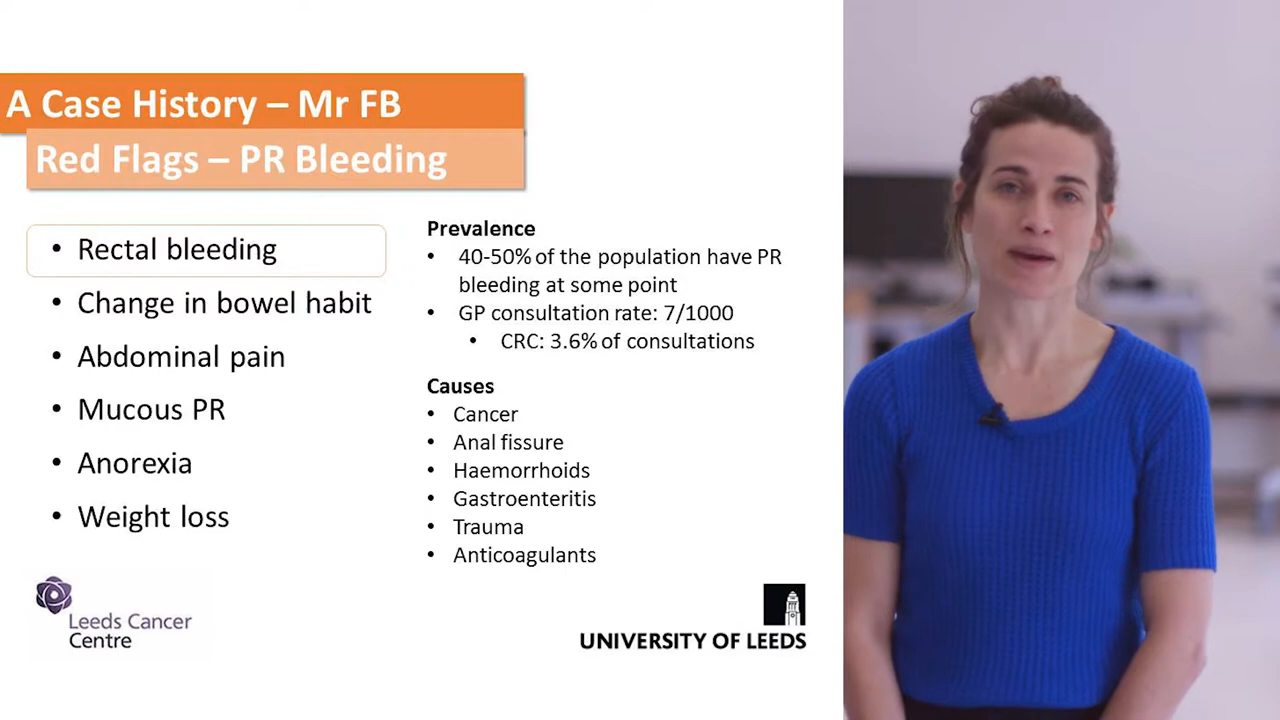 A Case History – Mr FB
Red Flags – PR Bleeding
• Rectal bleeding
• Change in bowel habit
• Abdominal pain
• Mucous PR
• Anorexia
• Weight loss
Prevalence
• 40-50% of the population have PR
bleeding at some point
• GP consultation rate: 7/1000
• CRC: 3.6% of consultations
Causes
• Cancer
• Anal fissure
• Haemorrhoids
• Gastroenteritis
• Trauma
• Anticoagulants
Leeds Cancer
Centre
UNIVERSITY OF LEEDS